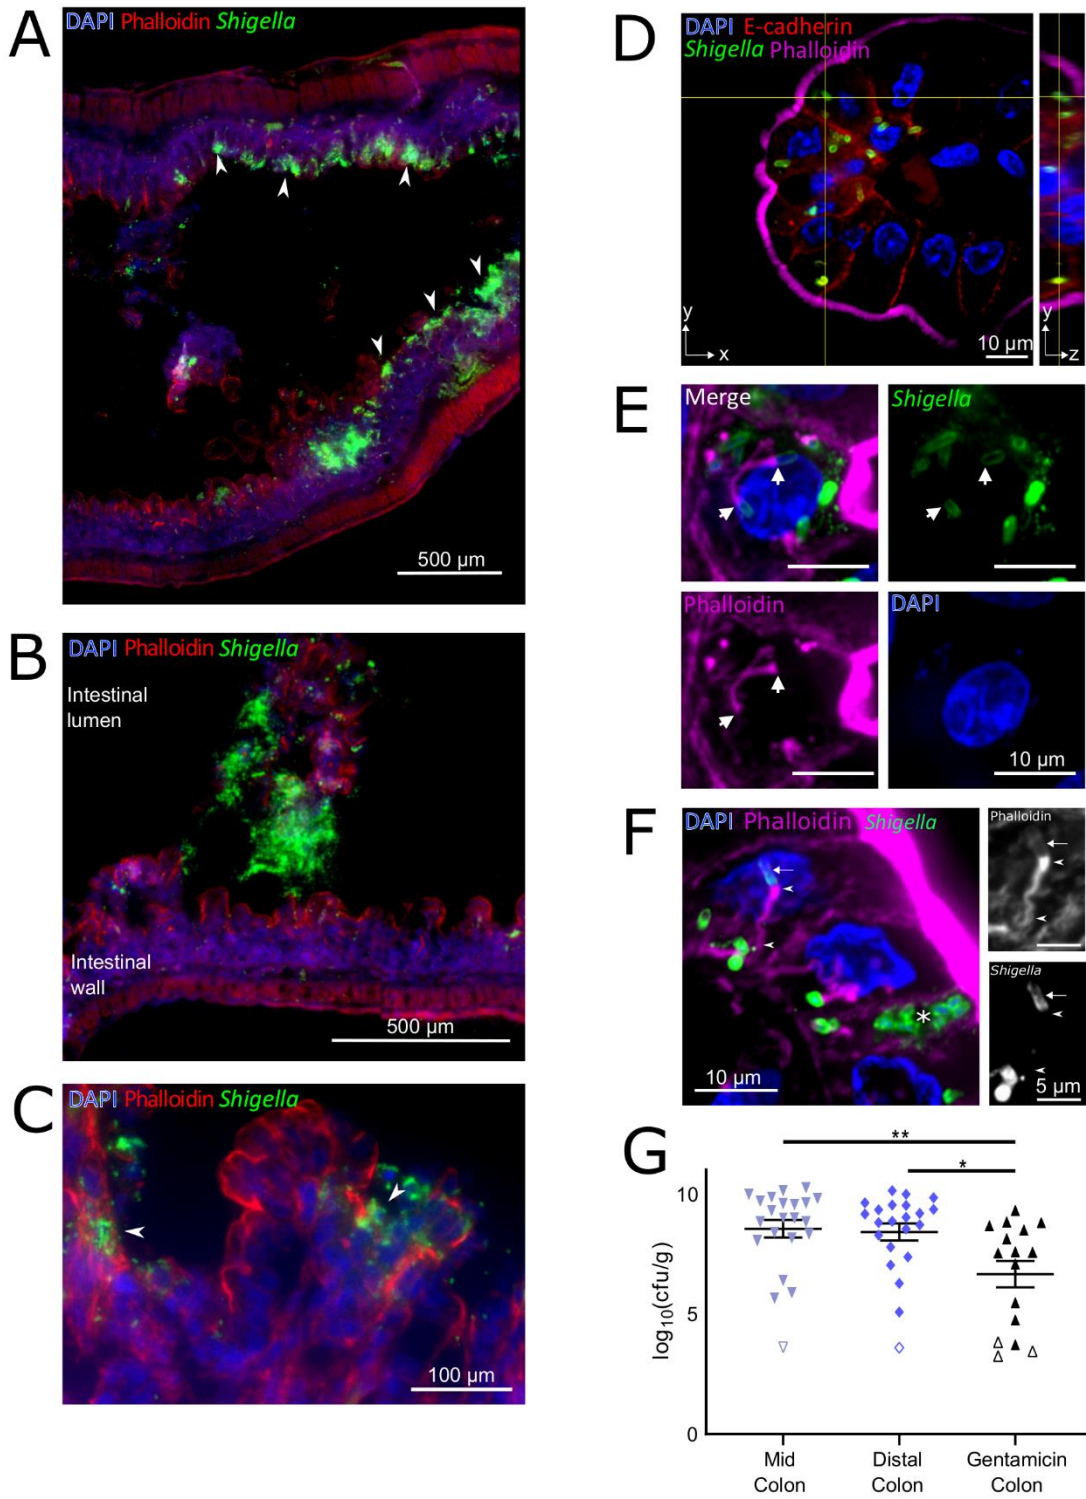 A
DAPI Phalloidin Shigella
500 µm
B
DAPI Phalloidin Shigella
Intestinal
lumen
Intestinal
wall
500 µm
C
DAPI Phalloidin Shigella
100 µm
D
DAPI E-cadherin
Shigella Phalloidin
y
x
10 µm
y
z
E
Merge
Shigella
Phalloidin
DAPI
10 µm
F
DAPI Phalloidin Shigella
*
10 µm
Phalloidin
Shigella
5 µm
G
**
*
log10(cfu/g)
10
5
0
Mid
Colon
Distal
Colon
Gentamicin
Colon